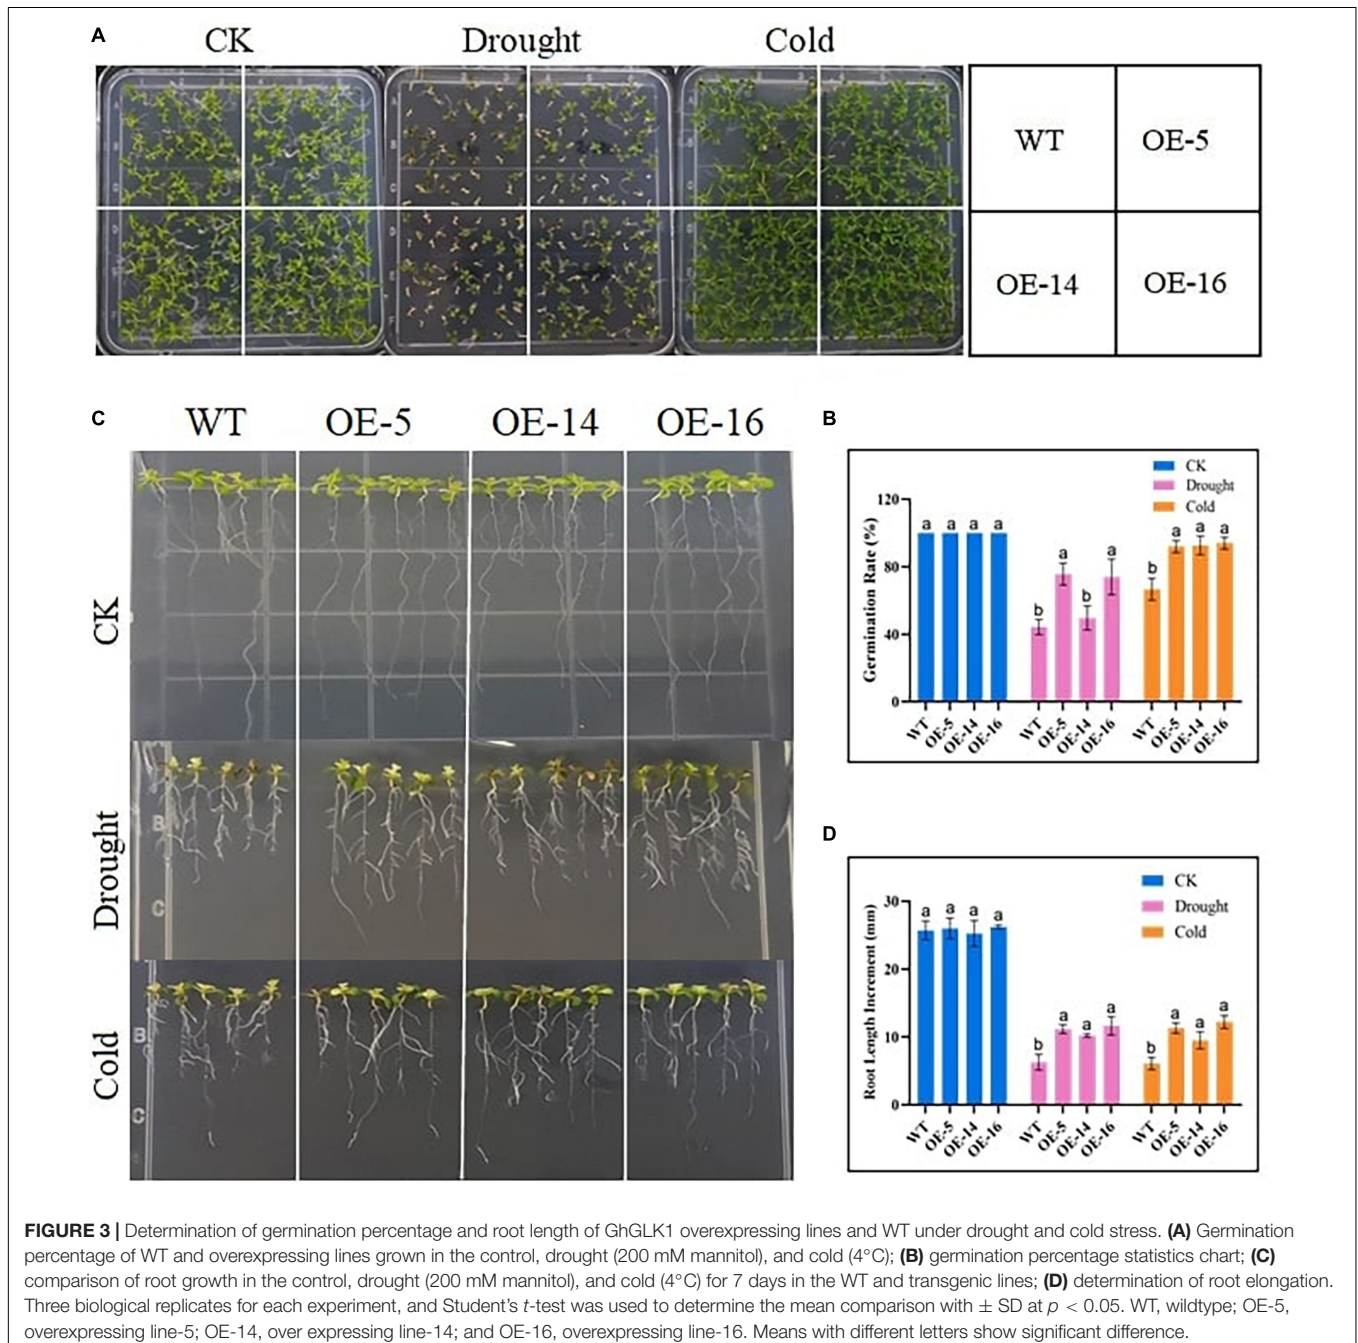 A
CK Drought Cold
WT OE-5
OE-14 OE-16
C
WT OE-5 OE-14 OE-16
CK
Drought
B
C
Cold
B
C
B
CK
Drought
Cold
Germination Rate (%)
120
80
40
0
a a a a
b a b a
b a a a
WT OE-5 OE-14 OE-16 WT OE-5 OE-14 OE-16 WT OE-5 OE-14 OE-16
D
CK
Drought
Cold
Root Length Increment (mm)
30
20
10
0
a a a a
b a a a
b a a a
WT OE-5 OE-14 OE-16 WT OE-5 OE-14 OE-16 WT OE-5 OE-14 OE-16
FIGURE 3 | Determination of germination percentage and root length of GhGLK1 overexpressing lines and WT under drought and cold stress. (A) Germination
percentage of WT and overexpressing lines grown in the control, drought (200 mM mannitol), and cold (4°C); (B) germination percentage statistics chart; (C)
comparison of root growth in the control, drought (200 mM mannitol), and cold (4°C) for 7 days in the WT and transgenic lines; (D) determination of root elongation.
Three biological replicates for each experiment, and Student's t-test was used to determine the mean comparison with ± SD at p < 0.05. WT, wildtype; OE-5,
overexpressing line-5; OE-14, over expressing line-14; and OE-16, overexpressing line-16. Means with different letters show significant difference.